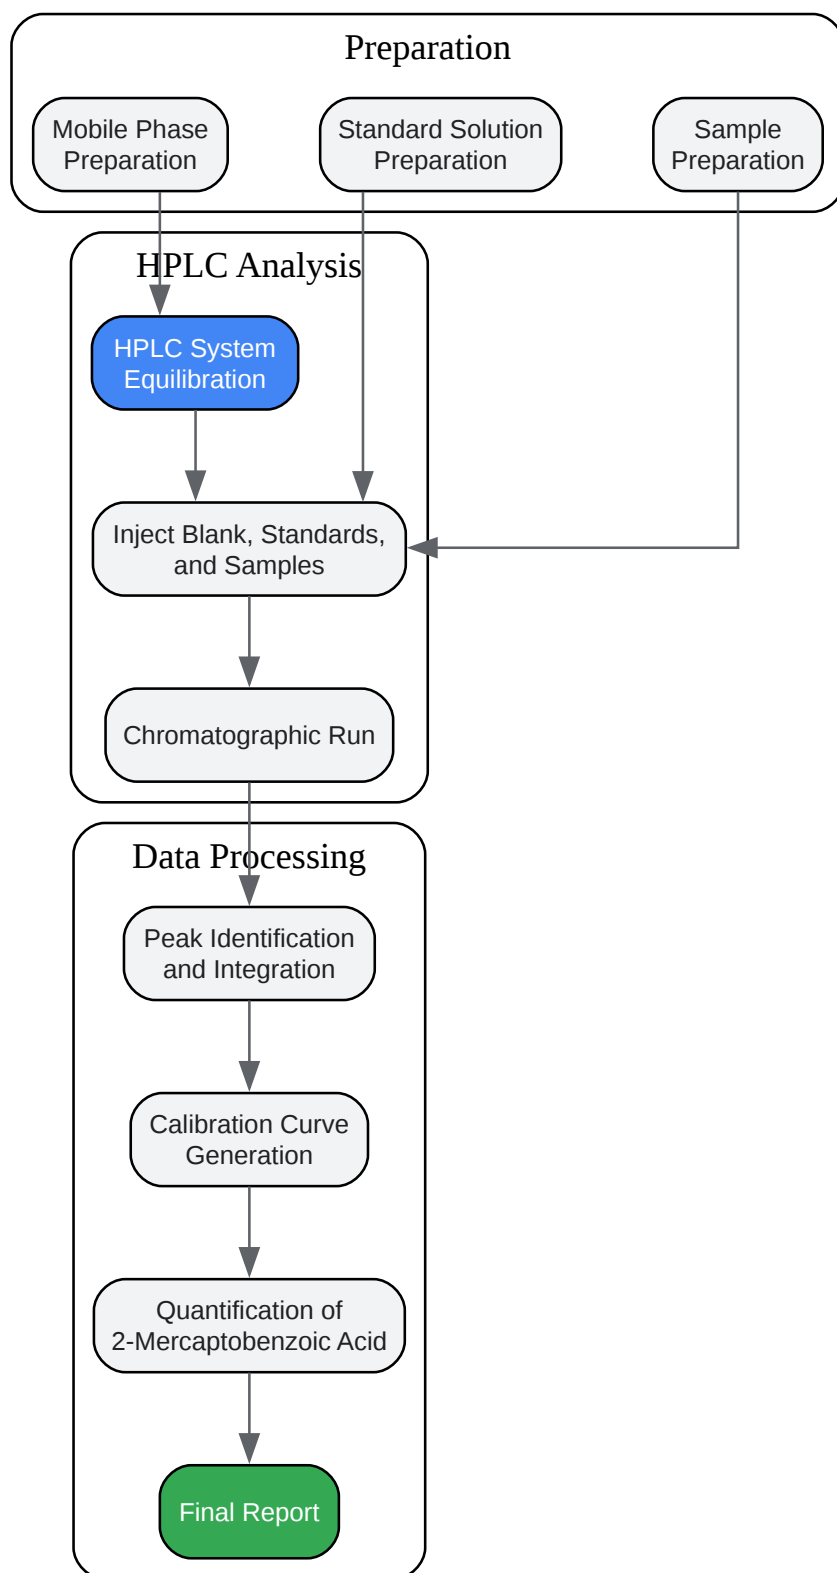 Preparation
Mobile Phase
Preparation
Standard Solution
Preparation
Sample
Preparation
HPLC Analysis
HPLC System
Equilibration
Inject Blank, Standards,
and Samples
Chromatographic Run
Data Processing
Peak Identification
and Integration
Calibration Curve
Generation
Quantification of
2-Mercaptobenzoic Acid
Final Report